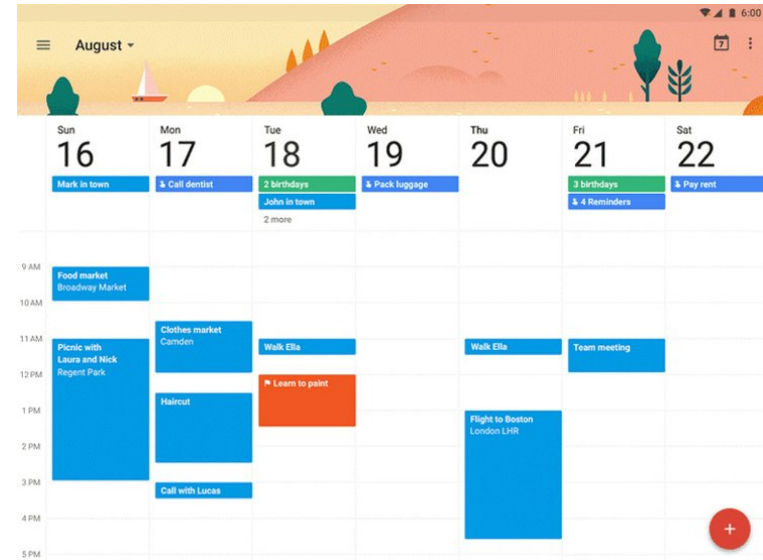 6:00
August
7
Sun
16
Mon
17
Tue
18
Wed
19
Thu
20
Fri
21
Sat
22
Mark in town
Call dentist
2 birthdays
Pack luggage
3 birthdays
Pay rent
John in town
4 Reminders
2 more
9 AM
Food market
Broadway Market
10 AM
Clothes market
Camden
11 AM
Picnic with
Laura and Nick
Regent Park
Walk Ella
Walk Ella
Team meeting
12 PM
Learn to paint
Haircut
1 PM
Flight to Boston
London LHR
2 PM
3 PM
Call with Lucas
4 PM
5 PM
+